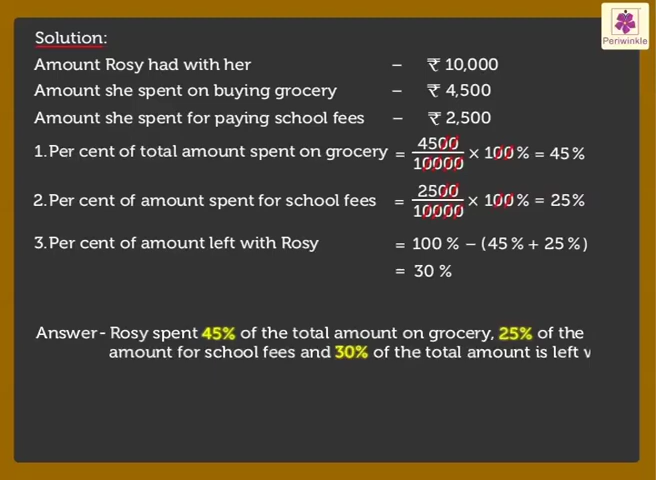 Periwinkle
Solution:
Amount Rosy had with her – ₹ 10,000
Amount she spent on buying grocery – ₹ 4,500
Amount she spent for paying school fees – ₹ 2,500
1.Per cent of total amount spent on grocery = 4500/10000 × 100 % = 45 %
2.Per cent of amount spent for school fees = 2500/10000 × 100 % = 25 %
3.Per cent of amount left with Rosy = 100 % – (45 % + 25 %)
= 30 %
Answer - Rosy spent 45% of the total amount on grocery, 25% of the
amount for school fees and 30% of the total amount is left